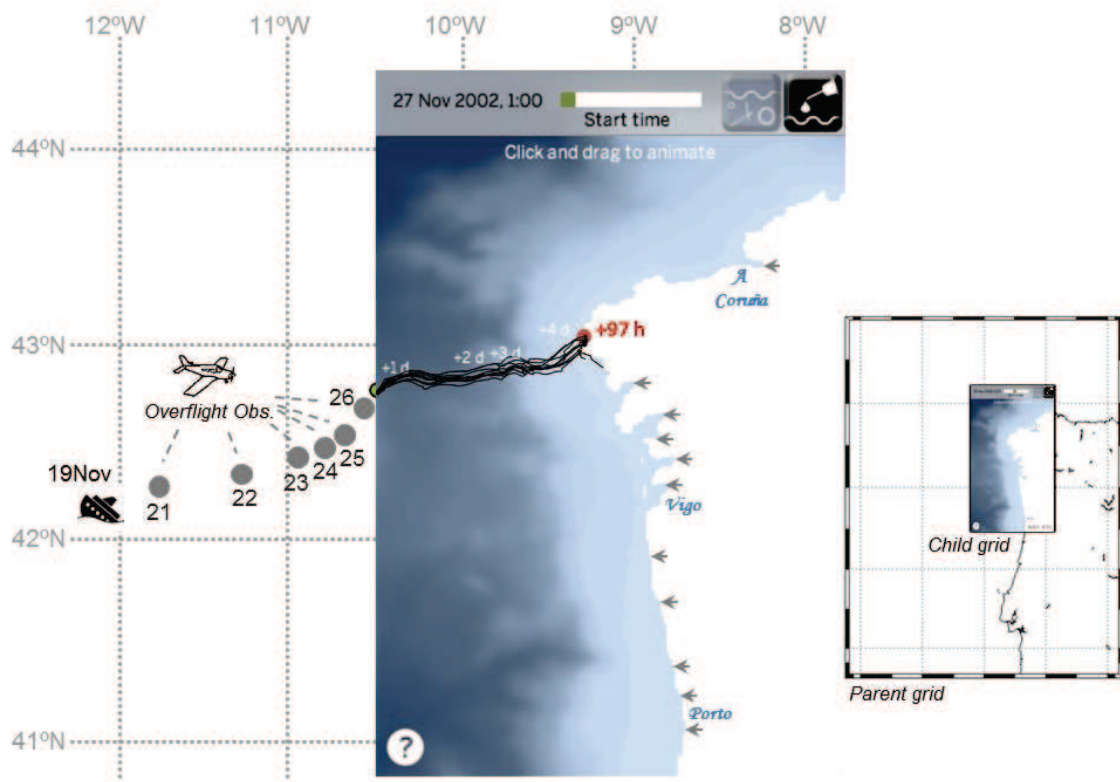 12ºW
11ºW
10ºW
9ºW
8ºW
27 Nov 2002, 1:00
Start time
Click and drag to animate
44ºN
A
Coruña
43ºN
+4 d
+97 h
+1 d
+2 d
+3 d
26
Overflight Obs.
25
24
23
22
21
19Nov
Vigo
42ºN
Child grid
Porto
Parent grid
41ºN
?